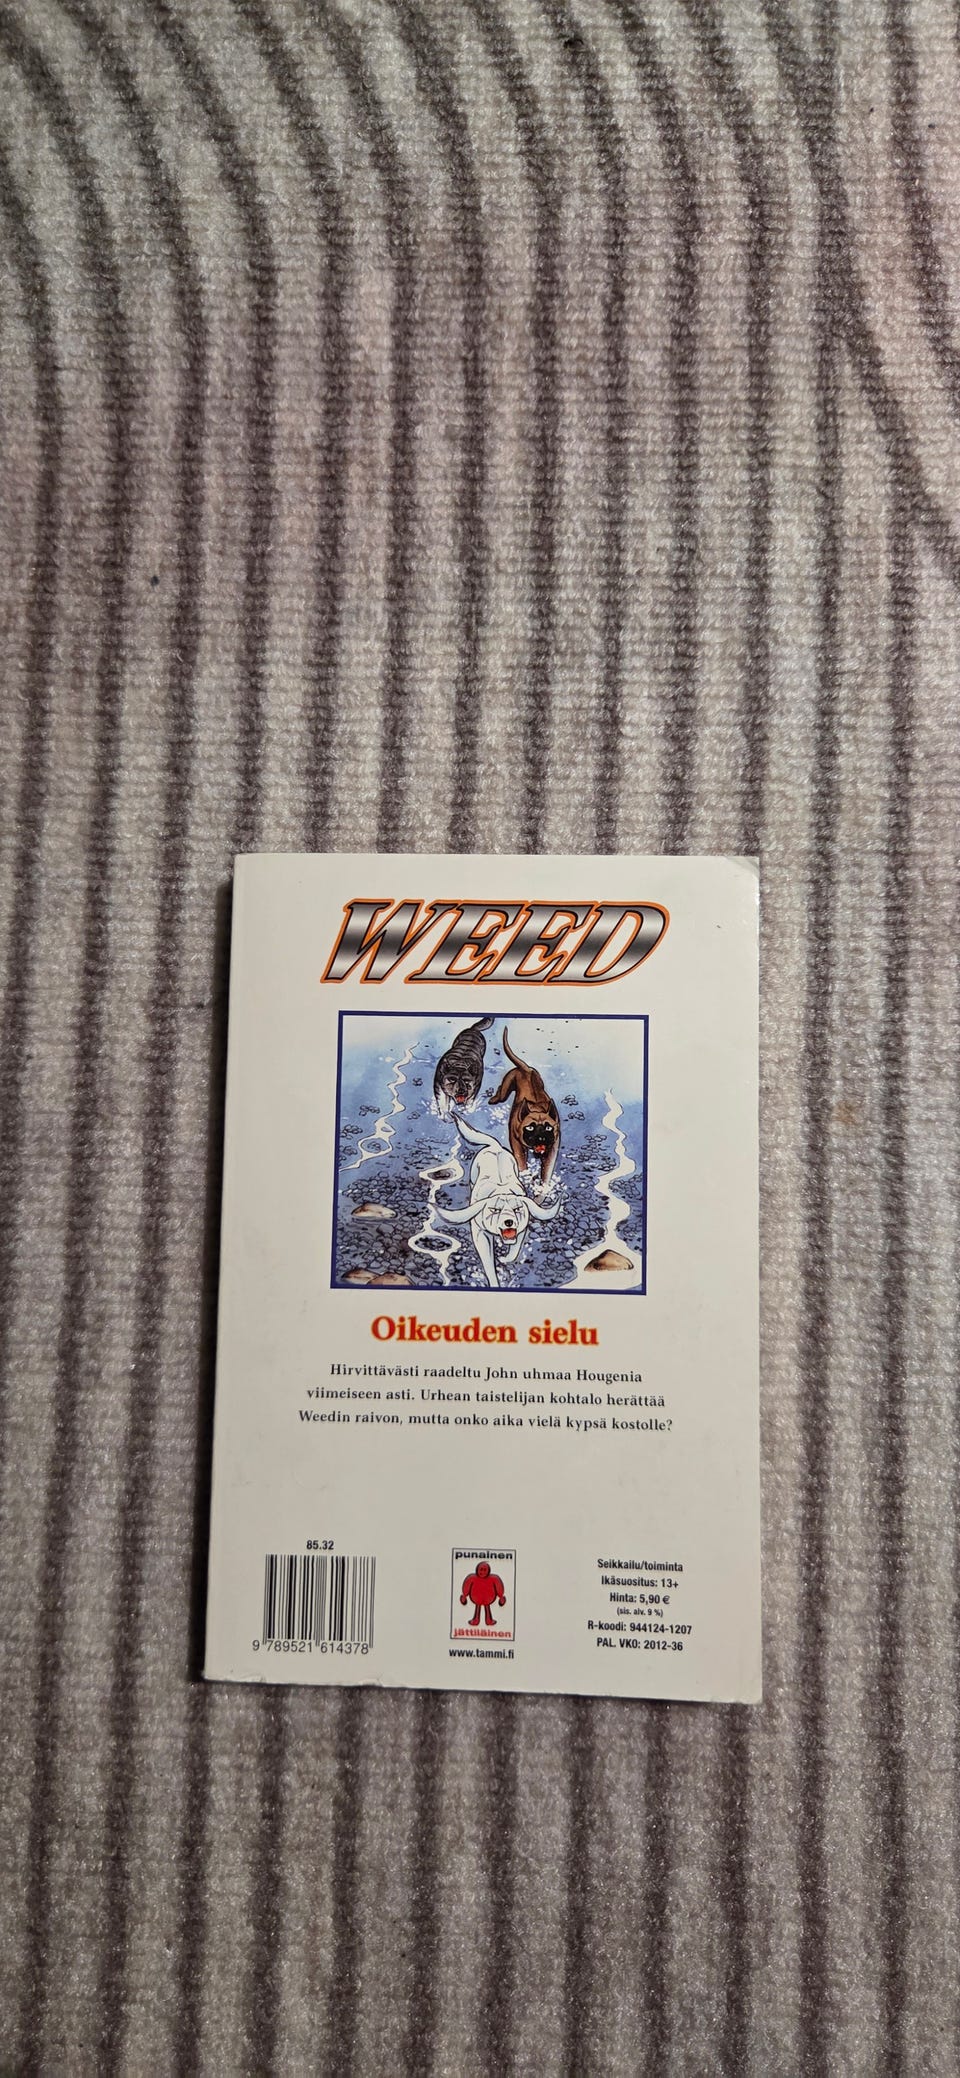 WEED
Oikeuden sielu
Hirvittävästi raadeltu John uhmaa Hougenia
viimeiseen asti. Urhean taistelijan kohtalo herättää
Weedin raivon, mutta onko aika vielä kypsä kostolle?
85.32
9 789521 614378
punainen
jättiläinen
www.tammi.fi
Seikkailu/toiminta
Ikäsuositus: 13+
Hinta: 5,90 €
(sis. alv. 9 %)
R-koodi: 944124-1207
PAL. VKO: 2012-36